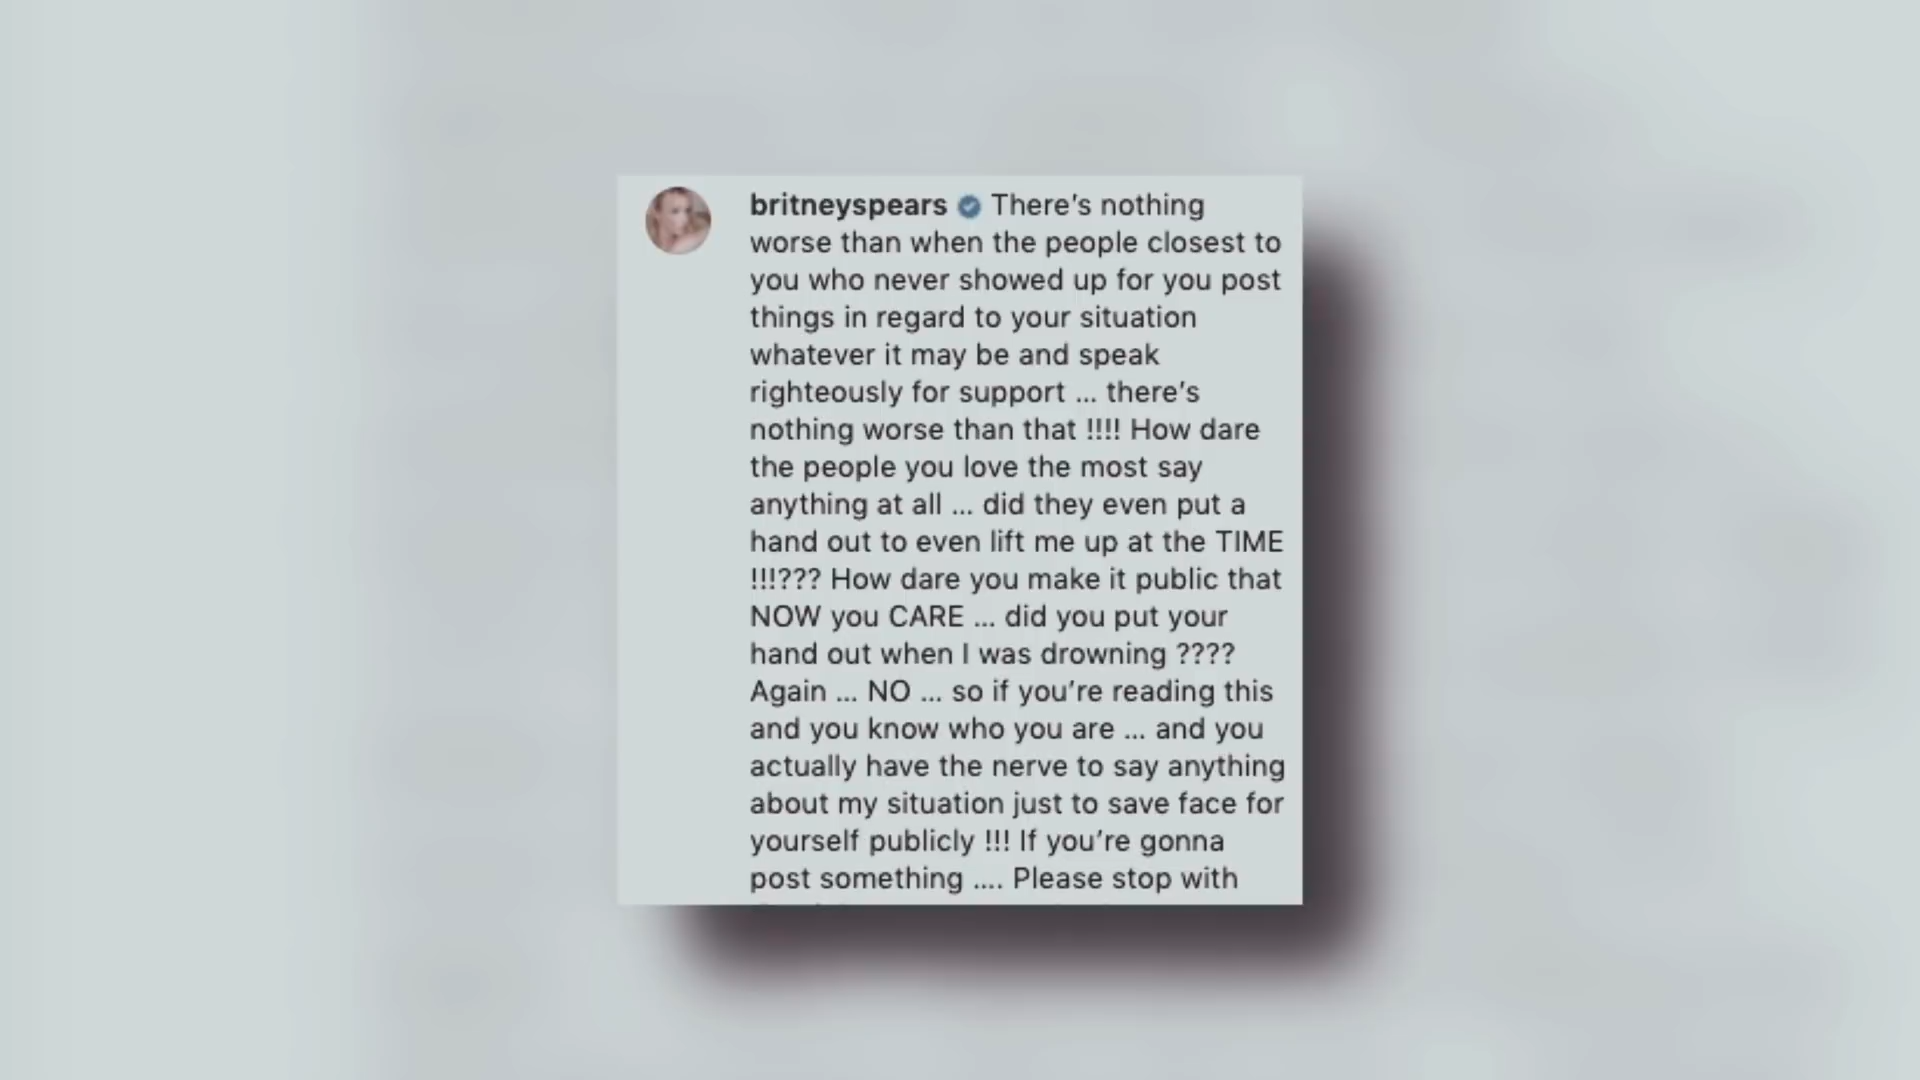 britneyspears There's nothing
worse than when the people closest to
you who never showed up for you post
things in regard to your situation
whatever it may be and speak
righteously for support ... there's
nothing worse than that !!!! How dare
the people you love the most say
anything at all ... did they even put a
hand out to even lift me up at the TIME
!!!??? How dare you make it public that
NOW you CARE ... did you put your
hand out when I was drowning ????
Again ... NO ... so if you're reading this
and you know who you are ... and you
actually have the nerve to say anything
about my situation just to save face for
yourself publicly !!! If you're gonna
post something .... Please stop with